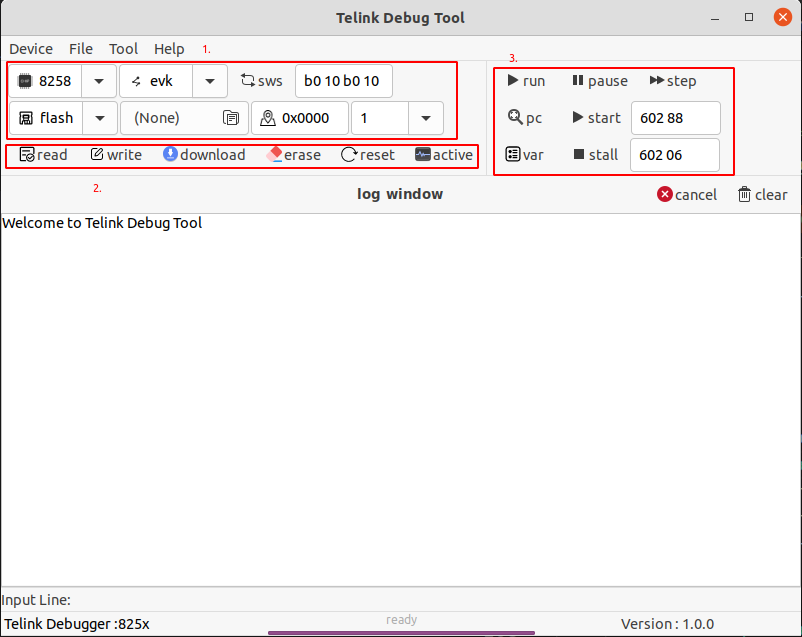 Telink Debug Tool
Device File Tool Help 1.
3.
8258 evk sws b0 10 b0 10
run pause step
flash (None) 0x0000 1
pc start 602 88
read write download erase reset active
var stall 602 06
2.
log window cancel clear
Welcome to Telink Debug Tool
Input Line:
Telink Debugger :825x ready Version : 1.0.0